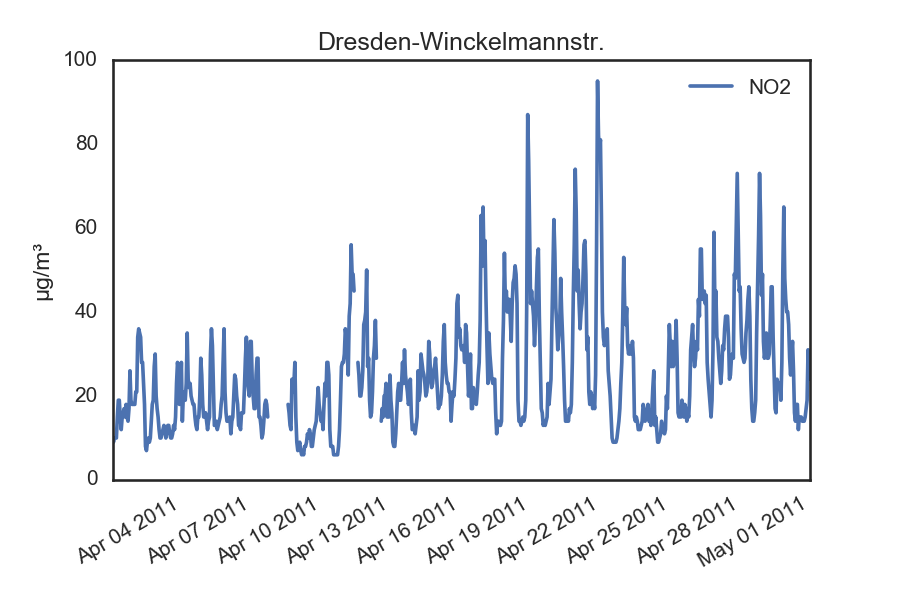 Dresden-Winckelmannstr.
100
80
60
40
20
0
µg/m³
NO2
Apr 04 2011
Apr 07 2011
Apr 10 2011
Apr 13 2011
Apr 16 2011
Apr 19 2011
Apr 22 2011
Apr 25 2011
Apr 28 2011
May 01 2011